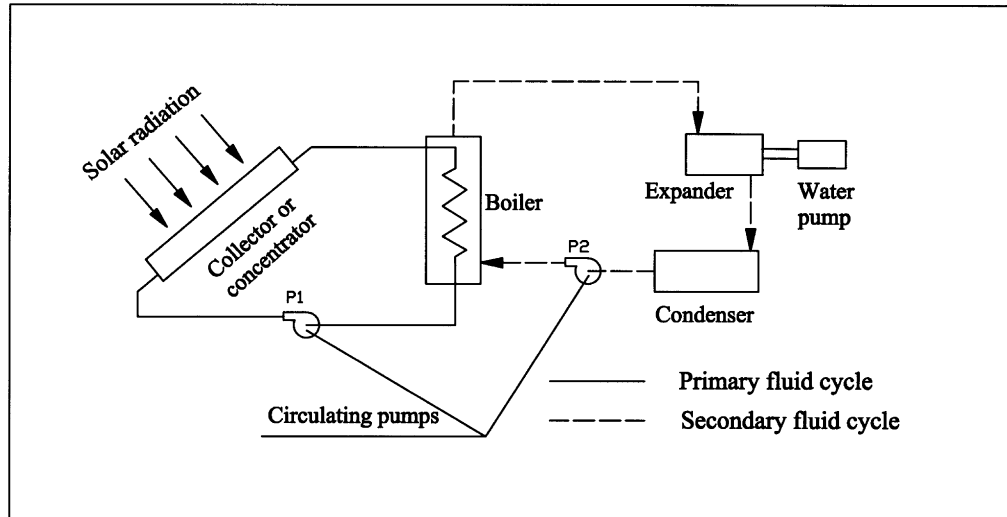 Solar radiation
Collector or
concentrator
Boiler
Expander
Water
pump
P1
P2
Condenser
Circulating pumps
Primary fluid cycle
Secondary fluid cycle